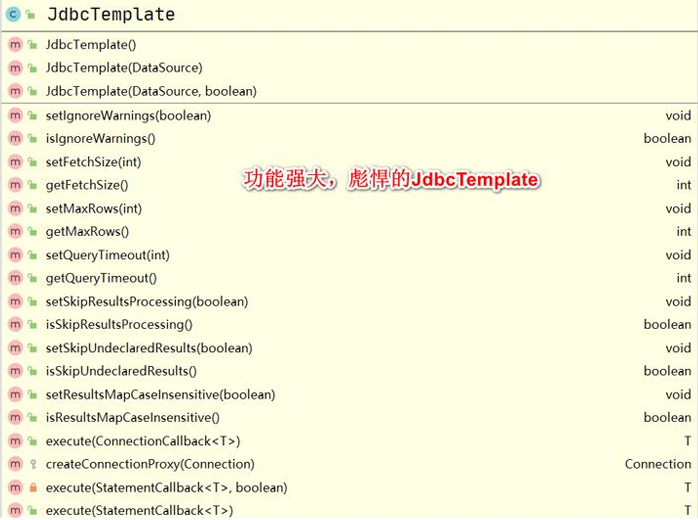 JdbcTemplate
JdbcTemplate()
JdbcTemplate(DataSource)
JdbcTemplate(DataSource, boolean)
setIgnoreWarnings(boolean) void
isIgnoreWarnings() boolean
setFetchSize(int) void
功能强大，彪悍的JdbcTemplate
getFetchSize() int
setMaxRows(int) void
getMaxRows() int
setQueryTimeout(int) void
getQueryTimeout() int
setSkipResultsProcessing(boolean) void
isSkipResultsProcessing() boolean
setSkipUndeclaredResults(boolean) void
isSkipUndeclaredResults() boolean
setResultsMapCaseInsensitive(boolean) void
isResultsMapCaseInsensitive() boolean
execute(ConnectionCallback<T>) T
createConnectionProxy(Connection) Connection
execute(StatementCallback<T>, boolean) T
execute(StatementCallback<T>) T